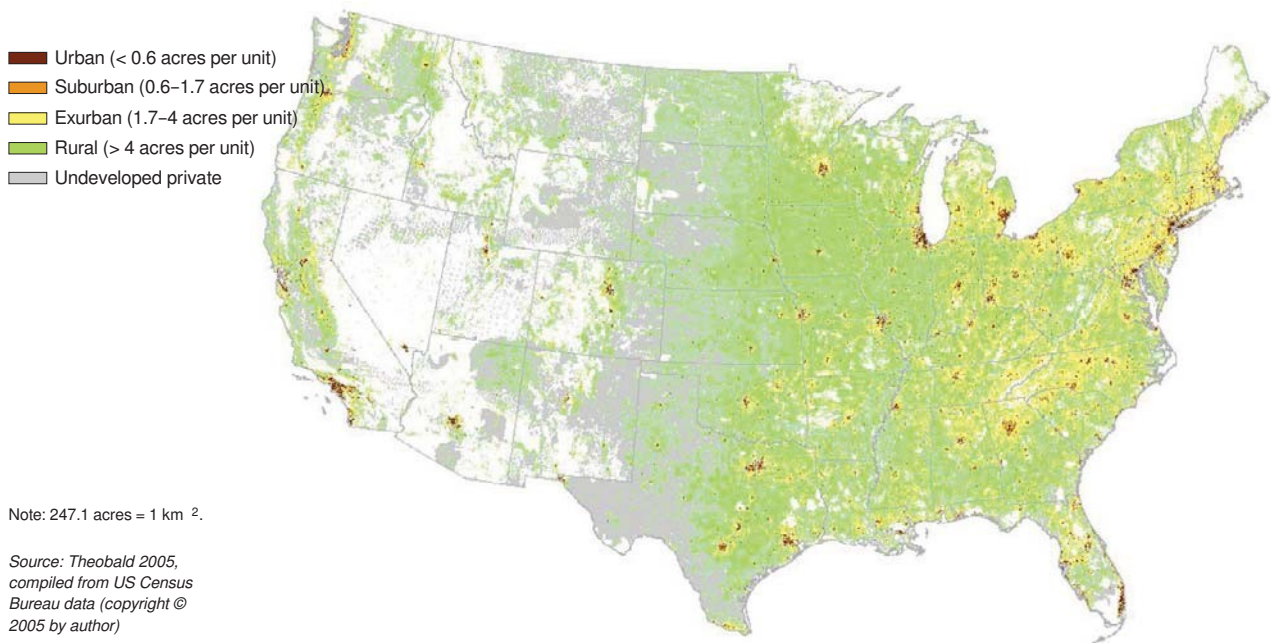 Urban (< 0.6 acres per unit)
Suburban (0.6–1.7 acres per unit)
Exurban (1.7–4 acres per unit)
Rural (> 4 acres per unit)
Undeveloped private
Note: 247.1 acres = 1 km ².
Source: Theobald 2005,
compiled from US Census
Bureau data (copyright ©
2005 by author)